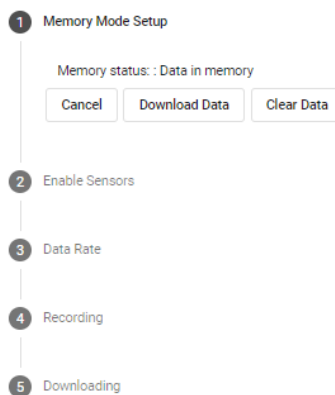 1 Memory Mode Setup
Memory status: : Data in memory
Cancel Download Data Clear Data
2 Enable Sensors
3 Data Rate
4 Recording
5 Downloading